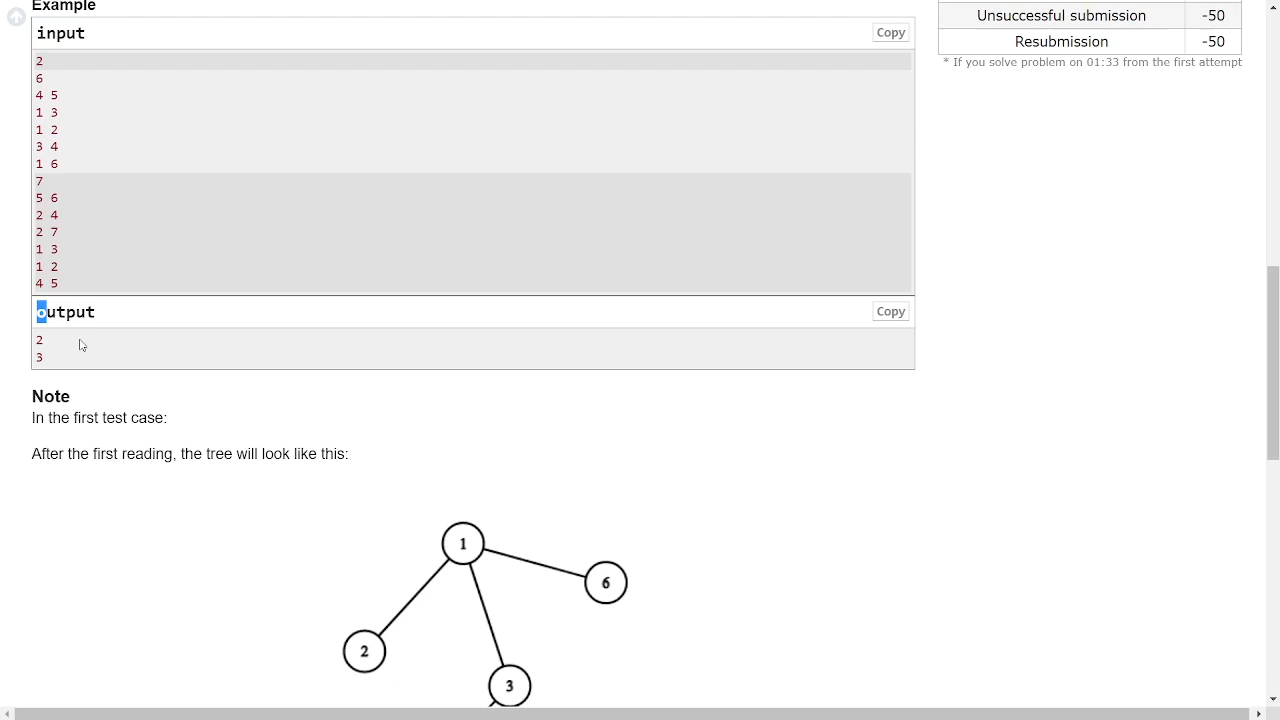 Example
input
Copy
2
6
4 5
1 3
1 2
3 4
1 6
7
5 6
2 4
2 7
1 3
1 2
4 5
output
Copy
2
3
Note
In the first test case:
After the first reading, the tree will look like this:
1
6
2
3
Unsuccessful submission -50
Resubmission -50
* If you solve problem on 01:33 from the first attempt